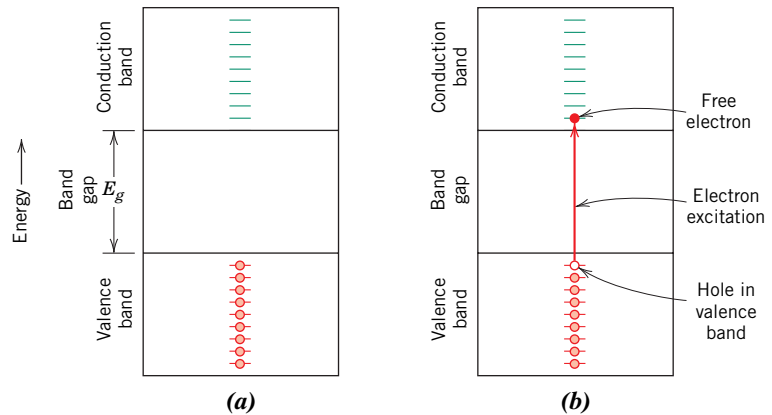 Energy
Conduction
band
Band
gap
E_g
Valence
band
(a)
Conduction
band
Band
gap
Valence
band
Free
electron
Electron
excitation
Hole in
valence
band
(b)